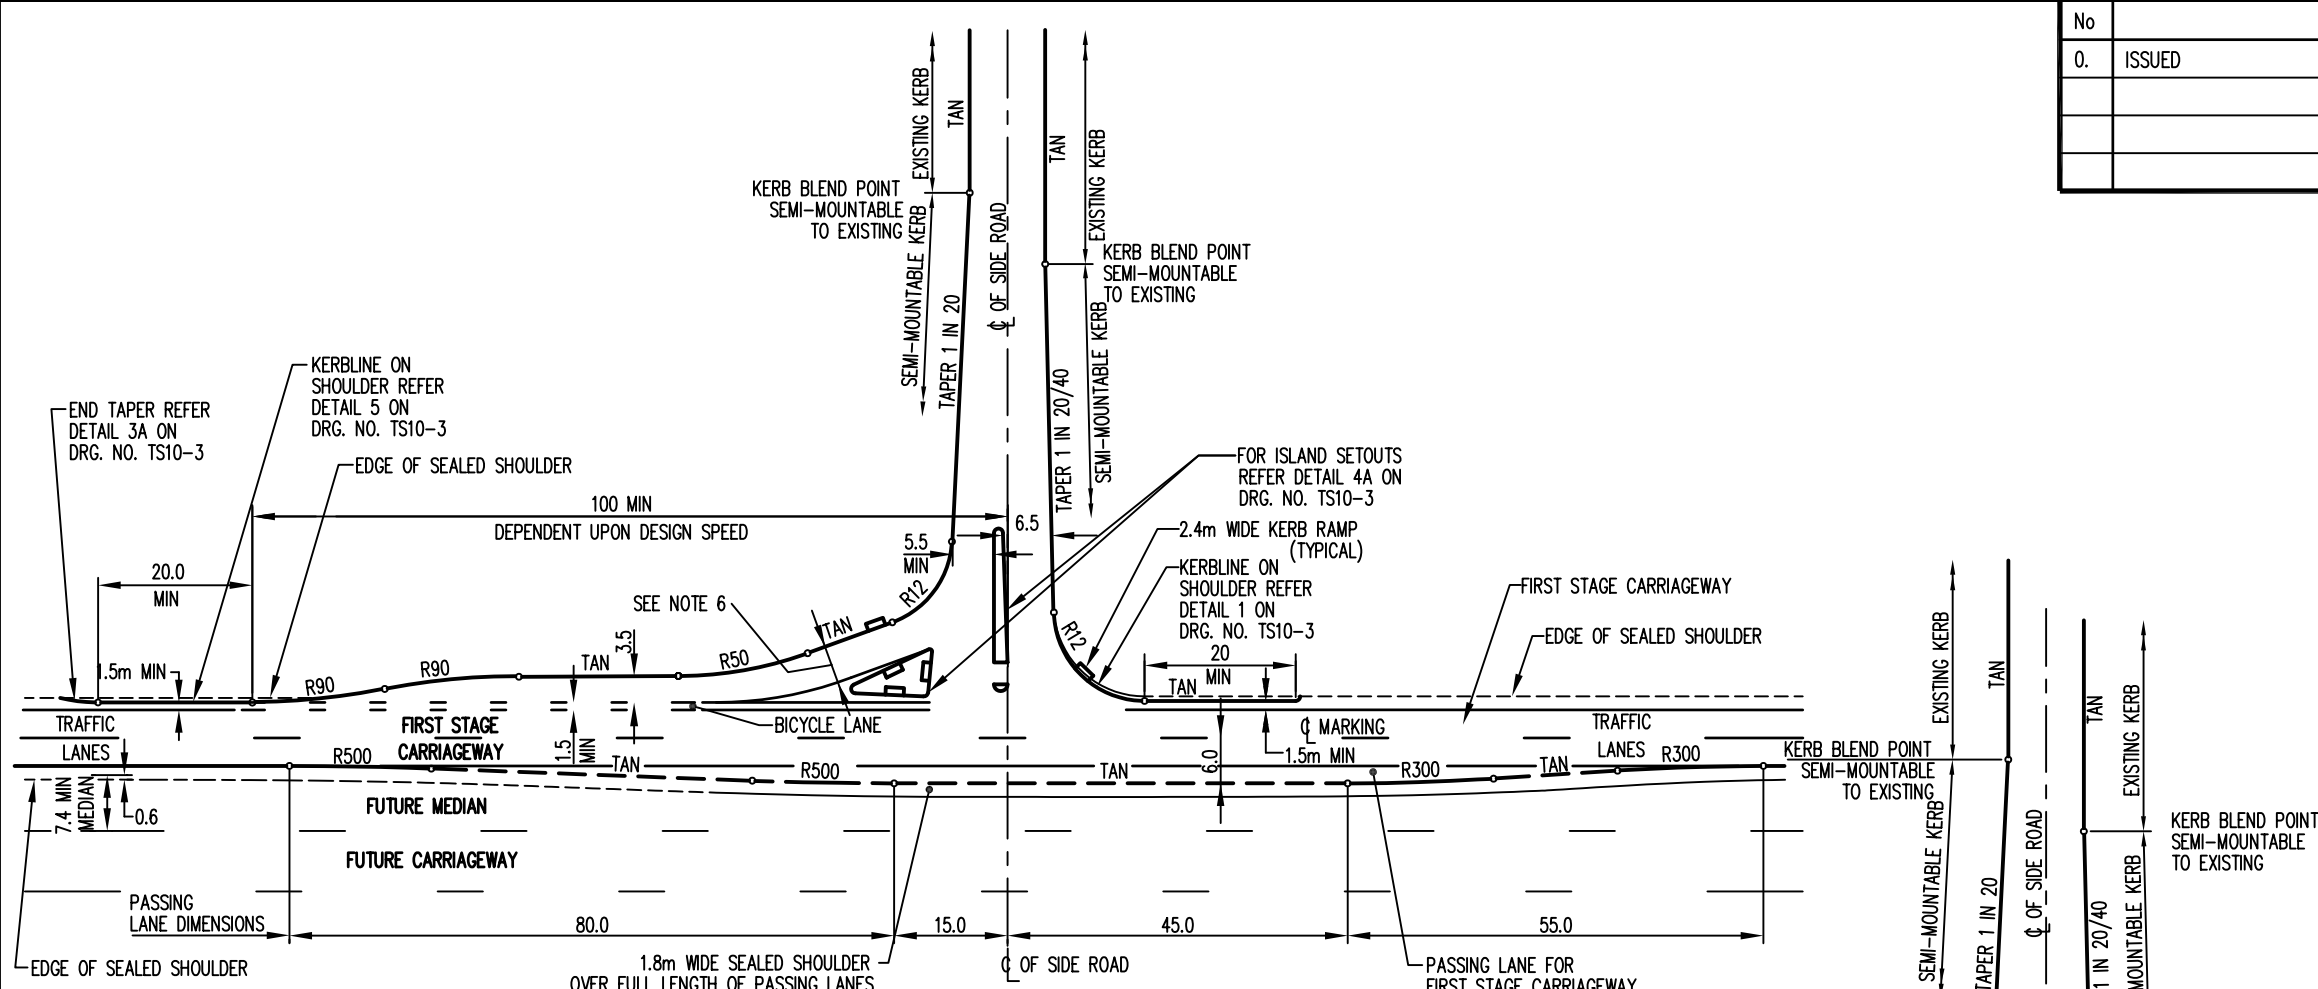 No
0. ISSUED
EXISTING KERB
TAN
TAN
EXISTING KERB
KERB BLEND POINT
SEMI-MOUNTABLE
TO EXISTING
SEMI-MOUNTABLE KERB
TAPER 1 IN 20
℄ OF SIDE ROAD
KERB BLEND POINT
SEMI-MOUNTABLE
TO EXISTING
SEMI-MOUNTABLE KERB
TAPER 1 IN 20/40
END TAPER REFER
DETAIL 3A ON
DRG. NO. TS10-3
KERBLINE ON
SHOULDER REFER
DETAIL 5 ON
DRG. NO. TS10-3
EDGE OF SEALED SHOULDER
100 MIN
DEPENDENT UPON DESIGN SPEED
FOR ISLAND SETOUTS
REFER DETAIL 4A ON
DRG. NO. TS10-3
6.5
5.5
MIN
2.4m WIDE KERB RAMP
(TYPICAL)
KERBLINE ON
SHOULDER REFER
DETAIL 1 ON
DRG. NO. TS10-3
20.0
MIN
SEE NOTE 6
R12
TAN
R12
FIRST STAGE CARRIAGEWAY
EDGE OF SEALED SHOULDER
1.5m MIN
R90
R90
TAN
3.5
R50
20
MIN
TAN
TRAFFIC
LANES
FIRST STAGE
CARRIAGEWAY
1.5
MIN
BICYCLE LANE
℄ MARKING
1.5m MIN
TRAFFIC
LANES
R500
TAN
R500
TAN
6.0
R300
TAN
R300
7.4 MIN
MEDIAN
0.6
FUTURE MEDIAN
FUTURE CARRIAGEWAY
PASSING
LANE DIMENSIONS
80.0
15.0
45.0
55.0
EDGE OF SEALED SHOULDER
1.8m WIDE SEALED SHOULDER
OVER FULL LENGTH OF PASSING LANES
℄ OF SIDE ROAD
PASSING LANE FOR
FIRST STAGE CARRIAGEWAY
EXISTING KERB
TAN
TAN
EXISTING KERB
KERB BLEND POINT
SEMI-MOUNTABLE
TO EXISTING
SEMI-MOUNTABLE KERB
TAPER 1 IN 20
℄ OF SIDE ROAD
KERB BLEND POINT
SEMI-MOUNTABLE
TO EXISTING
1 IN 20/40
MOUNTABLE KERB